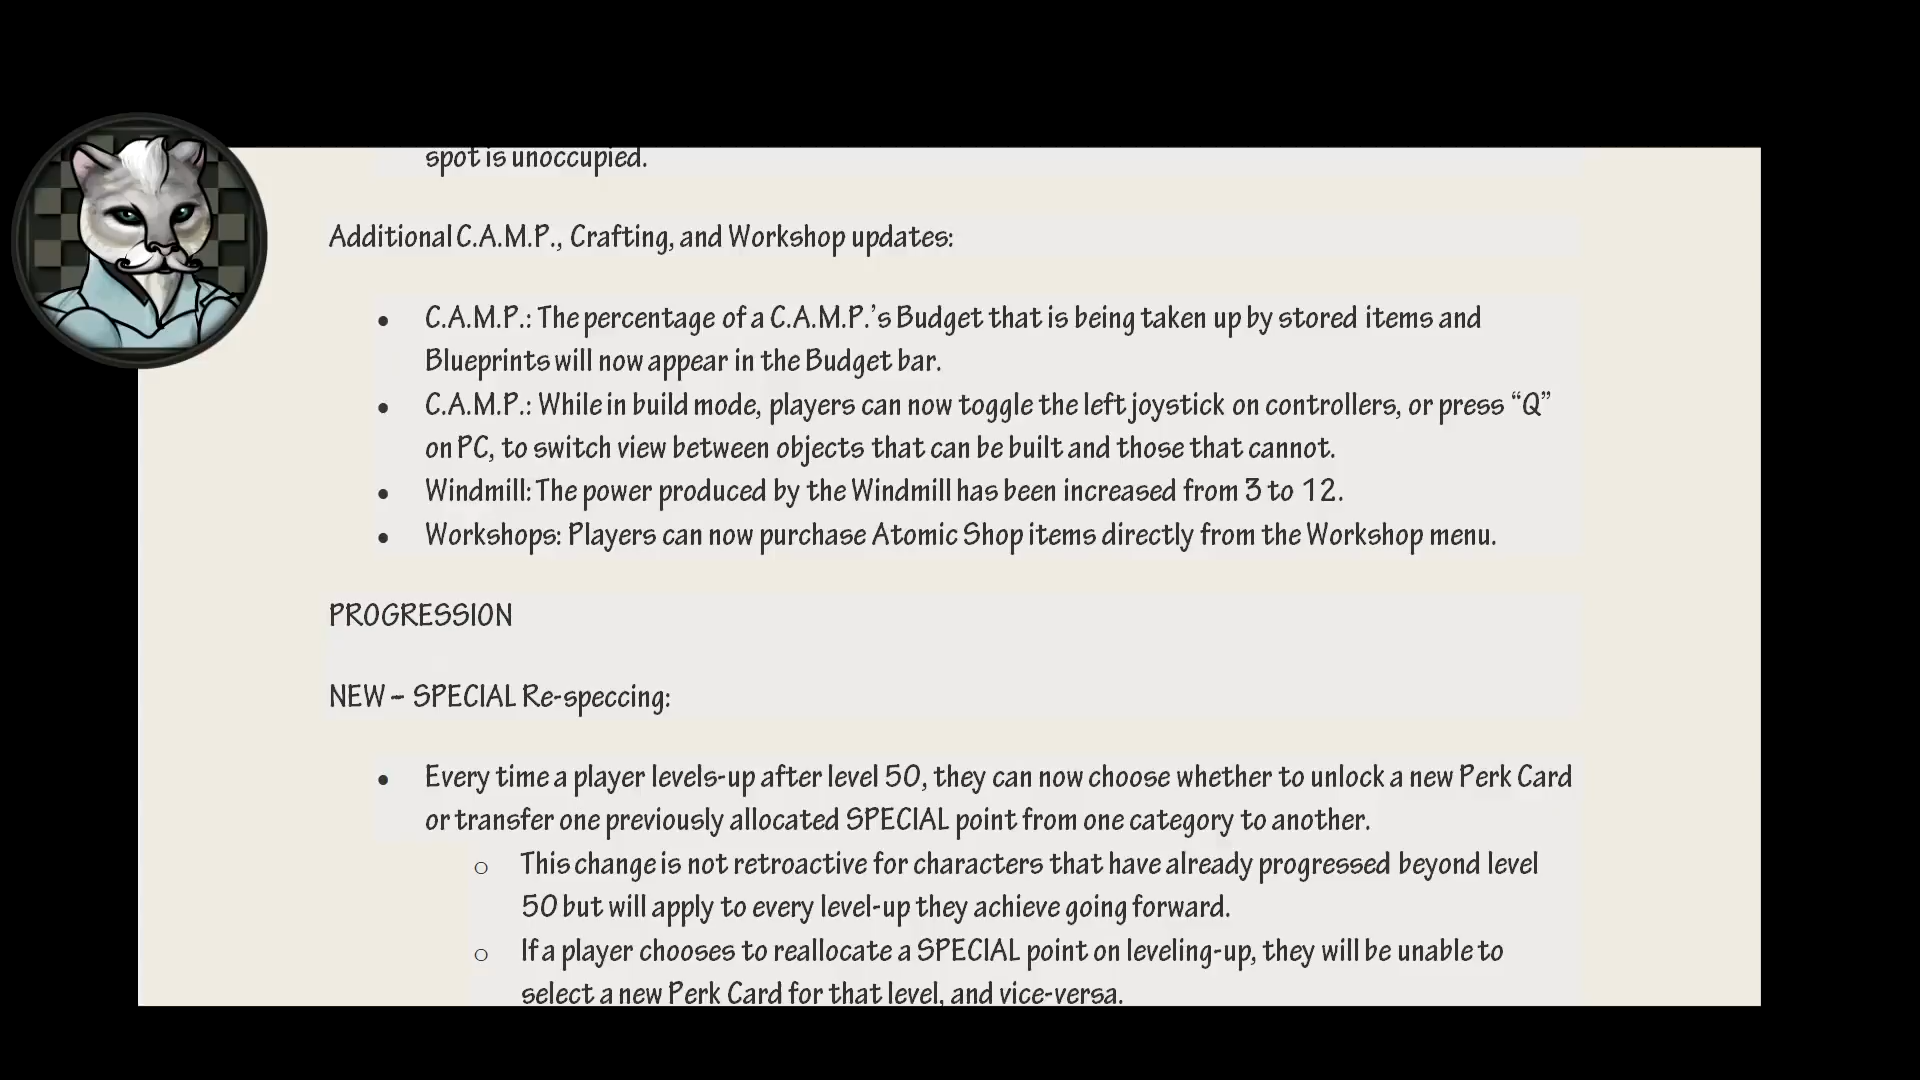 spot is unoccupied.
Additional C.A.M.P., Crafting, and Workshop updates:
• C.A.M.P.: The percentage of a C.A.M.P.’s Budget that is being taken up by stored items and
Blueprints will now appear in the Budget bar.
• C.A.M.P.: While in build mode, players can now toggle the left joystick on controllers, or press “Q”
on PC, to switch view between objects that can be built and those that cannot.
• Windmill: The power produced by the Windmill has been increased from 3 to 12.
• Workshops: Players can now purchase Atomic Shop items directly from the Workshop menu.
PROGRESSION
NEW – SPECIAL Re-speccing:
• Every time a player levels-up after level 50, they can now choose whether to unlock a new Perk Card
or transfer one previously allocated SPECIAL point from one category to another.
o This change is not retroactive for characters that have already progressed beyond level
50 but will apply to every level-up they achieve going forward.
o If a player chooses to reallocate a SPECIAL point on leveling-up, they will be unable to
select a new Perk Card for that level, and vice-versa.